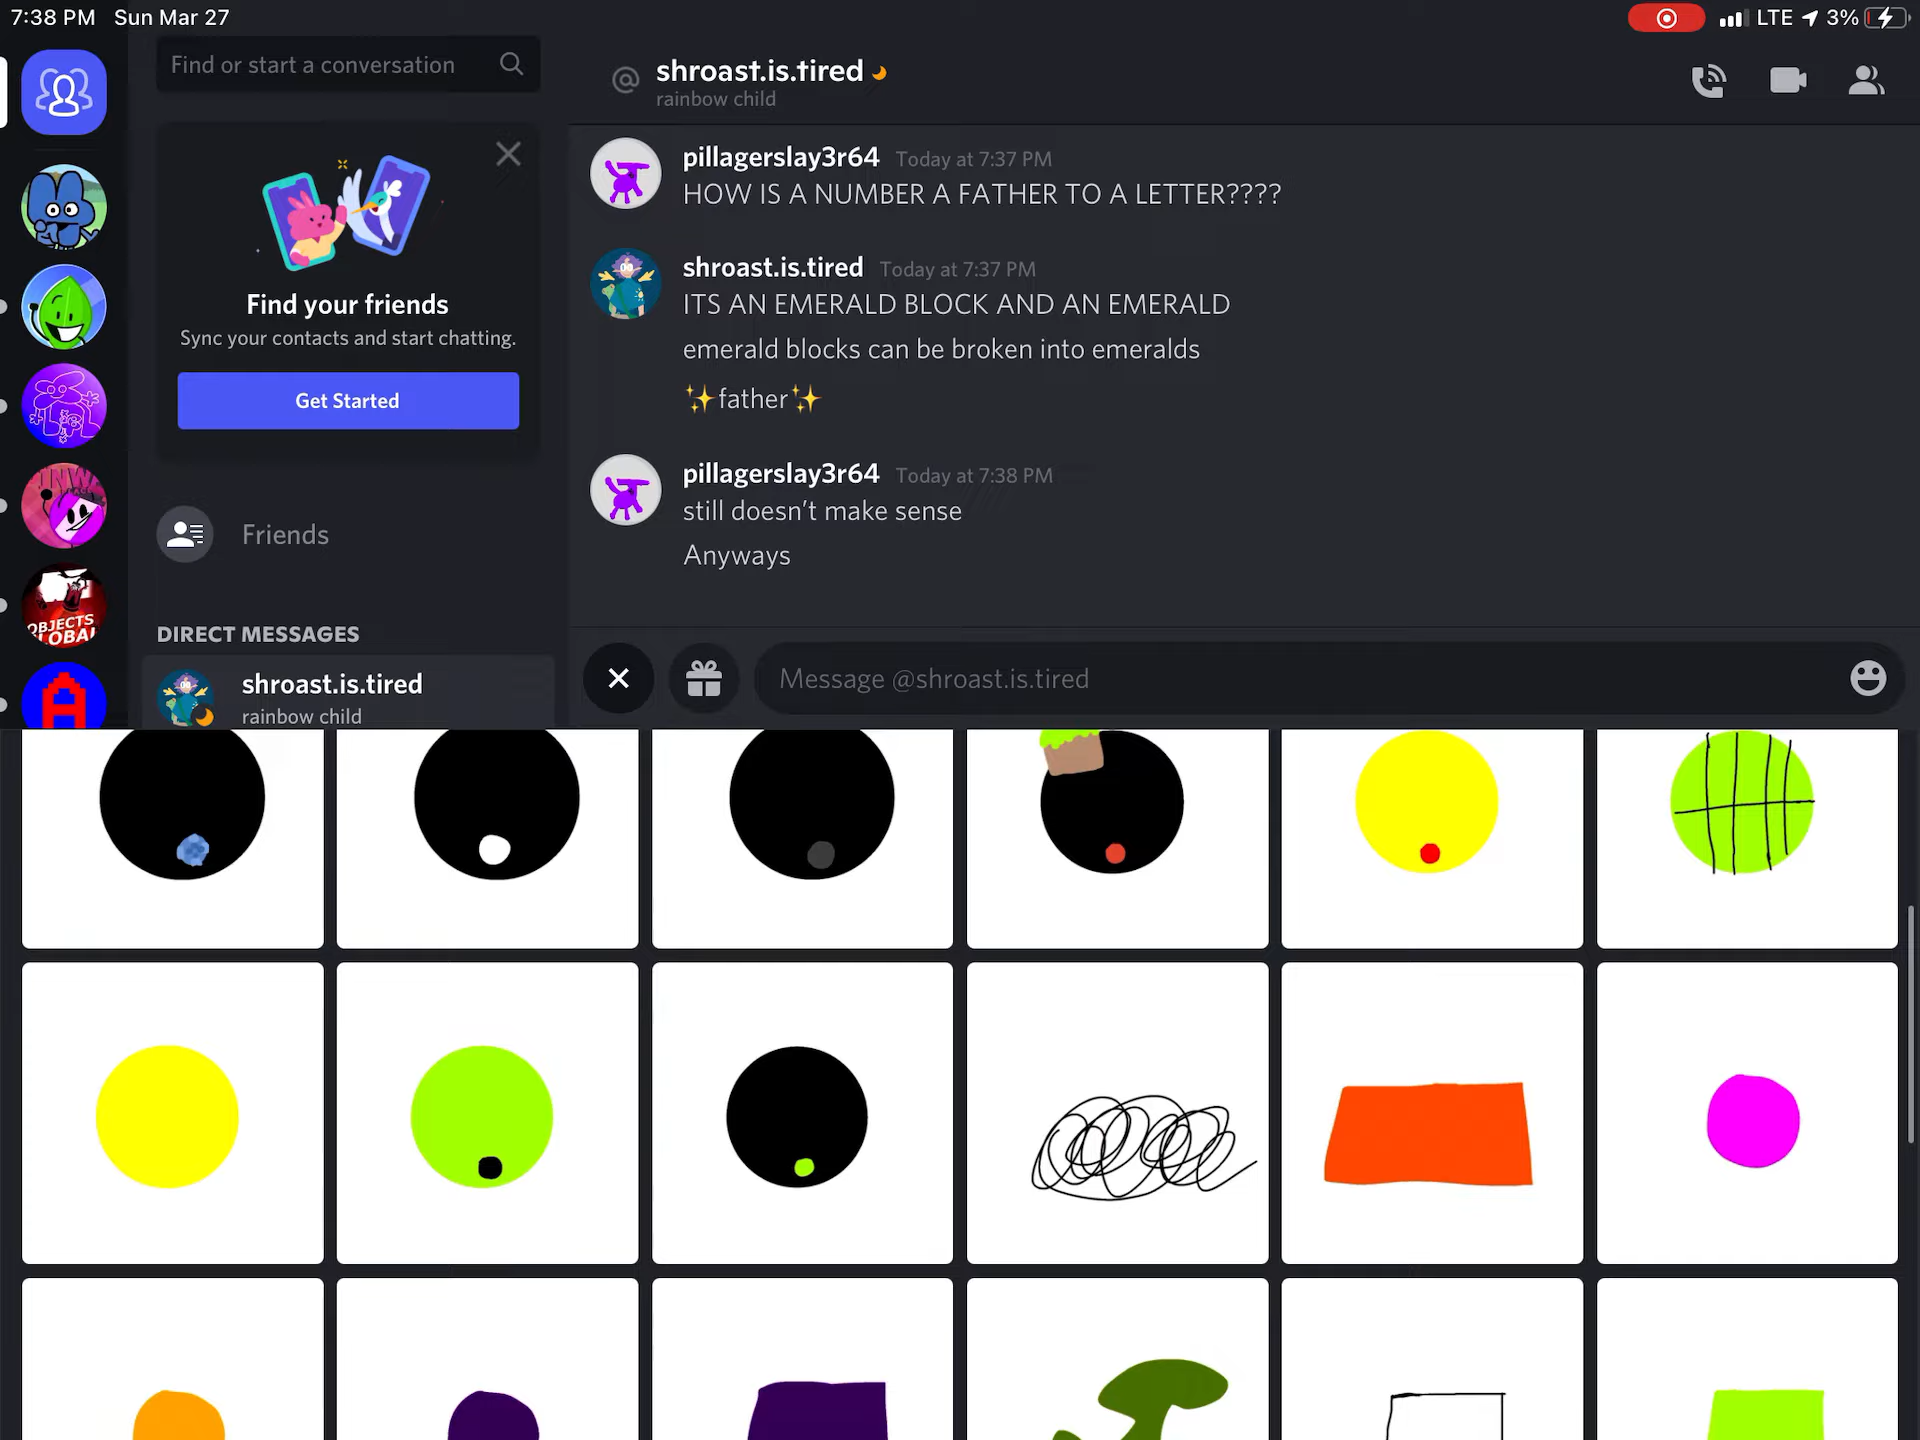 7:38 PM Sun Mar 27
LTE 3%
Find or start a conversation
Find your friends
Sync your contacts and start chatting.
Get Started
Friends
DIRECT MESSAGES
shroast.is.tired
rainbow child
OBJECTS
A
@ shroast.is.tired
rainbow child
pillagerslay3r64 Today at 7:37 PM
HOW IS A NUMBER A FATHER TO A LETTER????
shroast.is.tired Today at 7:37 PM
ITS AN EMERALD BLOCK AND AN EMERALD
emerald blocks can be broken into emeralds
✨father✨
pillagerslay3r64 Today at 7:38 PM
still doesn't make sense
Anyways
Message @shroast.is.tired